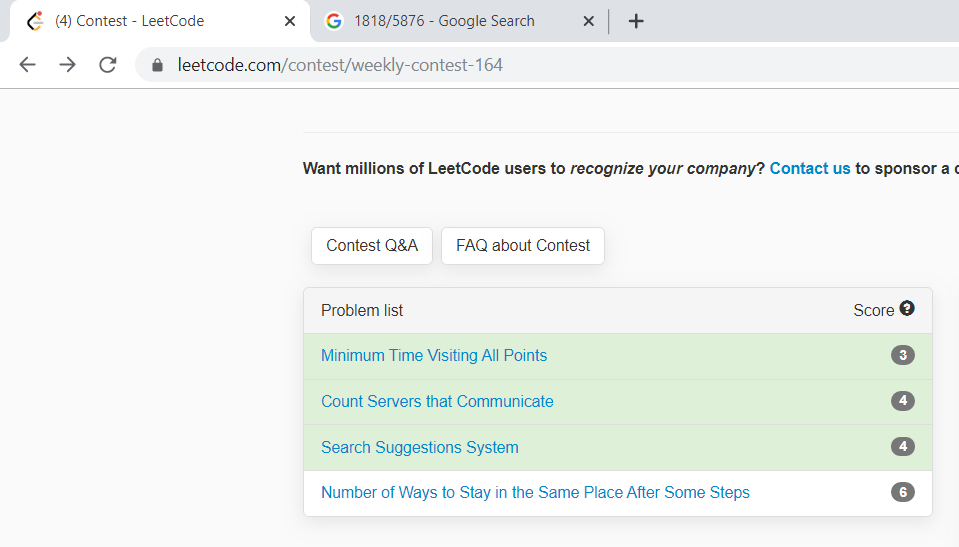 (4) Contest - LeetCode
1818/5876 - Google Search
leetcode.com/contest/weekly-contest-164
Want millions of LeetCode users to recognize your company? Contact us to sponsor a
Contest Q&A
FAQ about Contest
Problem list Score ?
Minimum Time Visiting All Points 3
Count Servers that Communicate 4
Search Suggestions System 4
Number of Ways to Stay in the Same Place After Some Steps 6